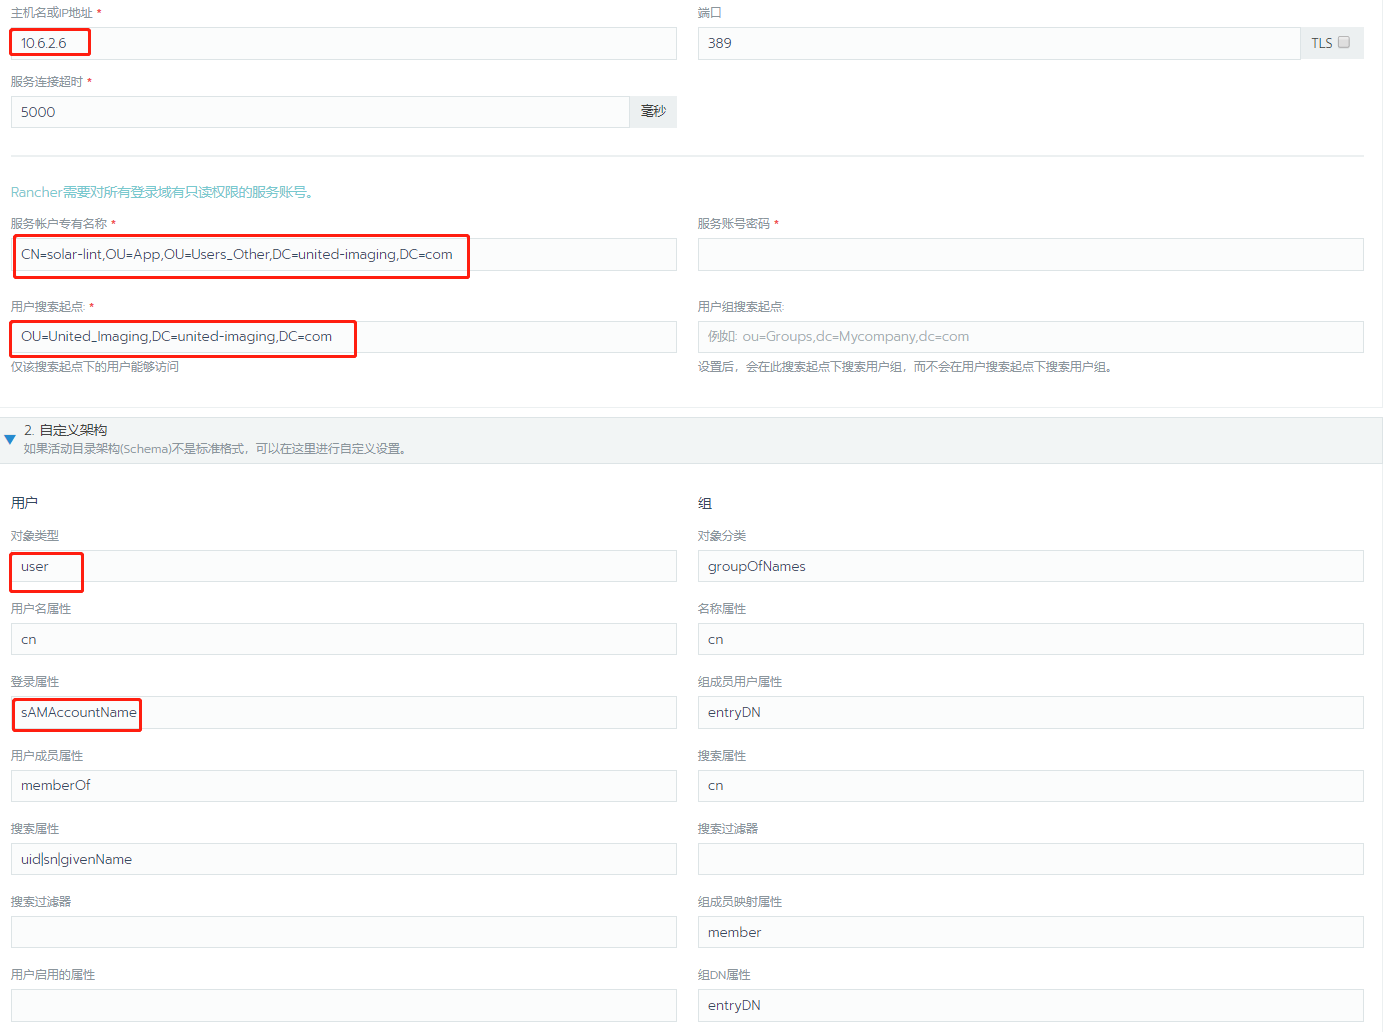 主机名或IP地址 *
端口
10.6.2.6
389
TLS
服务连接超时 *
5000
毫秒
Rancher需要对所有登录域有只读权限的服务账号。
服务帐户专有名称 *
服务账号密码 *
CN=solar-lint,OU=App,OU=Users_Other,DC=united-imaging,DC=com
用户搜索起点: *
用户组搜索起点:
OU=United_Imaging,DC=united-imaging,DC=com
例如: ou=Groups,dc=Mycompany,dc=com
仅该搜索起点下的用户能够访问
设置后，会在此搜索起点下搜索用户组，而不会在用户搜索起点下搜索用户组。
2. 自定义架构
如果活动目录架构(Schema)不是标准格式，可以在这里进行自定义设置。
用户
组
对象类型
对象分类
user
groupOfNames
用户名属性
名称属性
cn
cn
登录属性
组成员用户属性
sAMAccountName
entryDN
用户成员属性
搜索属性
memberOf
cn
搜索属性
搜索过滤器
uid|sn|givenName
搜索过滤器
组成员映射属性
member
用户启用的属性
组DN属性
entryDN